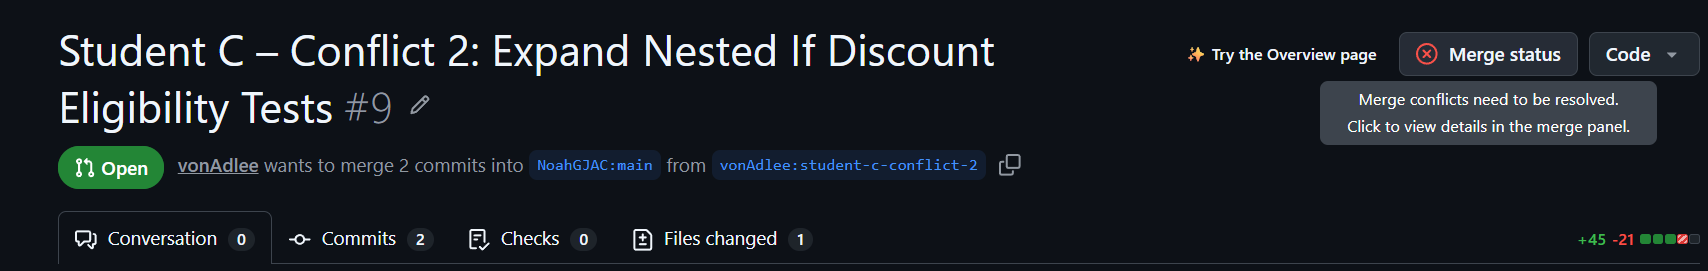 Student C – Conflict 2: Expand Nested If Discount
Eligibility Tests #9
Try the Overview page
Merge status
Code
Merge conflicts need to be resolved.
Click to view details in the merge panel.
Open
vonAdlee wants to merge 2 commits into NoahGJAC:main from vonAdlee:student-c-conflict-2
Conversation 0
Commits 2
Checks 0
Files changed 1
+45 -21